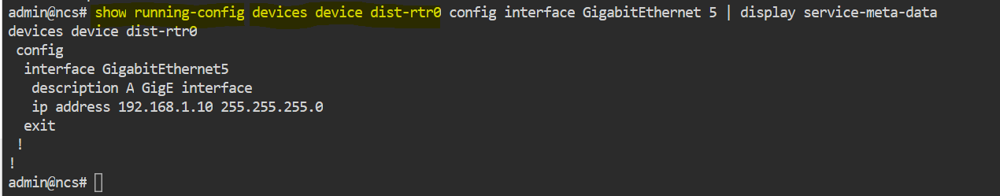 admin@ncs# show running-config devices device dist-rtr0 config interface GigabitEthernet 5 | display service-meta-data
devices device dist-rtr0
 config
  interface GigabitEthernet5
   description A GigE interface
   ip address 192.168.1.10 255.255.255.0
  exit
 !
!
admin@ncs#